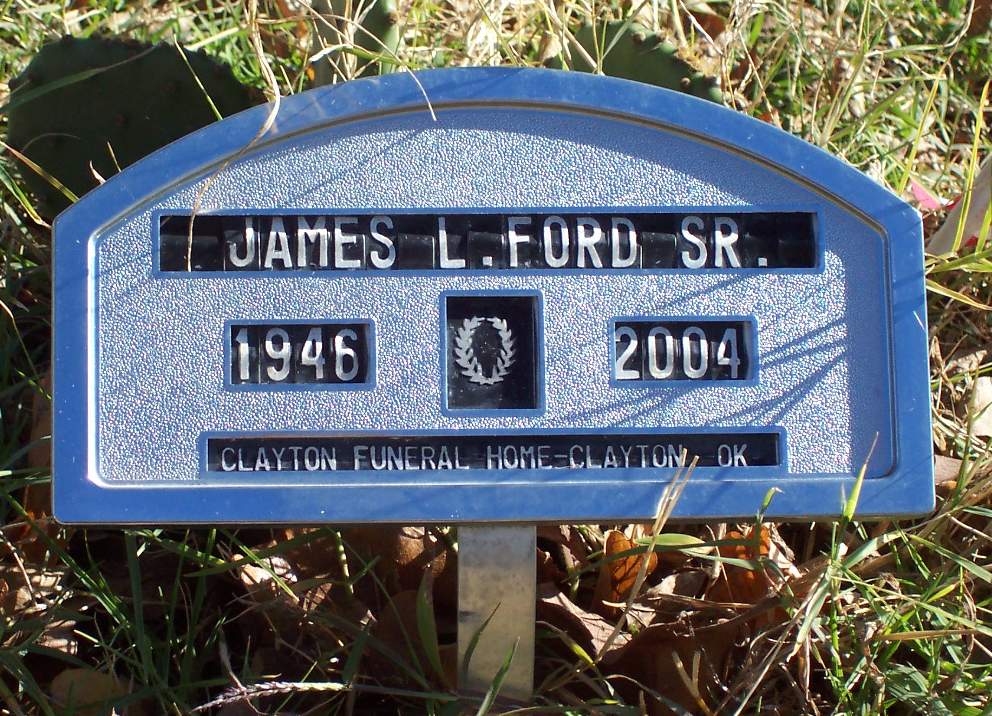 JAMES L. FORD SR.
1946 2004
CLAYTON FUNERAL HOME-CLAYTON, OK